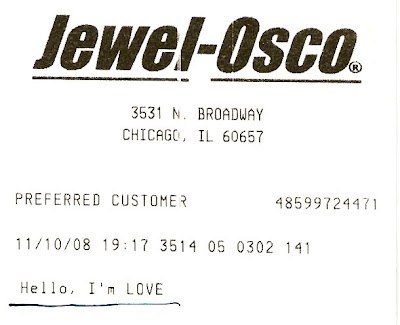 Jewel-Osco®
3531 N. BROADWAY
CHICAGO, IL 60657
PREFERRED CUSTOMER 48599724471
11/10/08 19:17 3514 05 0302 141
Hello, I'm LOVE